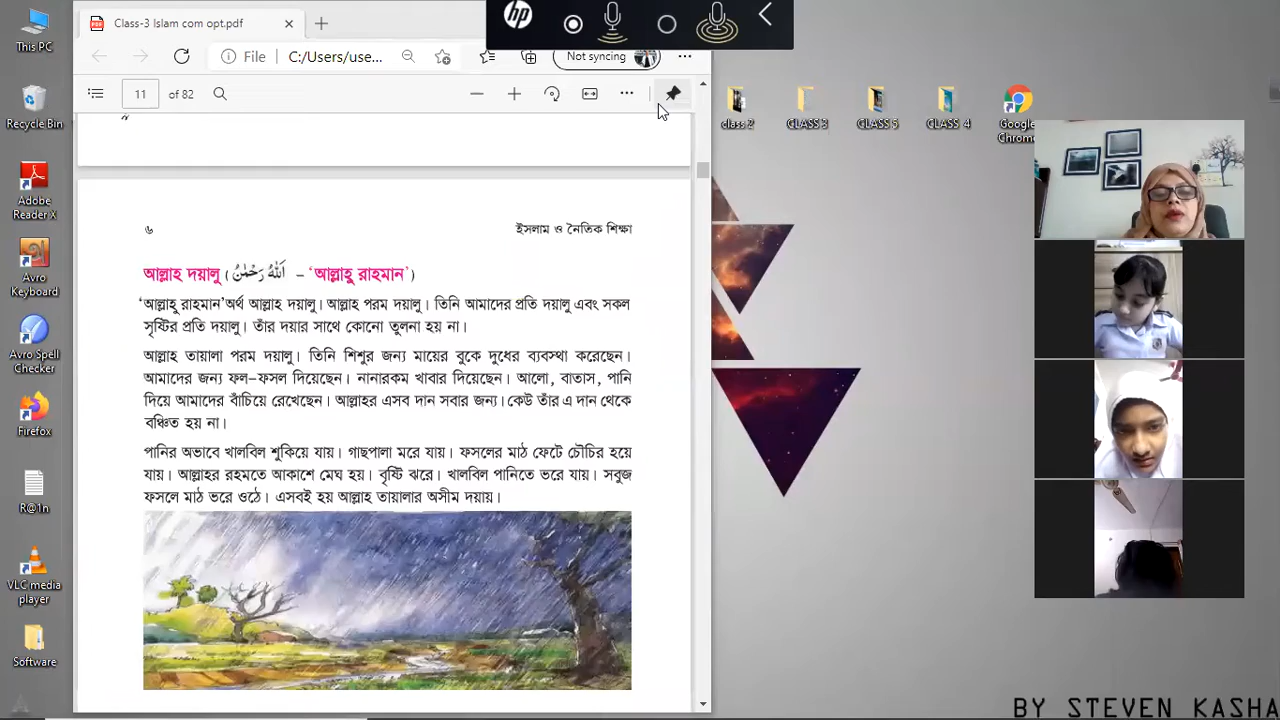 This PC
Recycle Bin
Adobe Reader X
Avro Keyboard
Avro Spell Checker
Firefox
R@1n
VLC media player
Software
Class-3 Islam com opt.pdf
File
C:/Users/use...
Not syncing
hp
11 of 82
৬
ইসলাম ও নৈতিক শিক্ষা
আল্লাহ দয়ালু (اَللّٰهُ رَحْمٰنُ – 'আল্লাহু রাহমান')
'আল্লাহু রাহমান' অর্থ আল্লাহ দয়ালু। আল্লাহ পরম দয়ালু। তিনি আমাদের প্রতি দয়ালু এবং সকল
সৃষ্টির প্রতি দয়ালু। তাঁর দয়ার সাথে কোনো তুলনা হয় না।
আল্লাহ তায়ালা পরম দয়ালু। তিনি শিশুর জন্য মায়ের বুকে দুধের ব্যবস্থা করেছেন।
আমাদের জন্য ফল-ফসল দিয়েছেন। নানারকম খাবার দিয়েছেন। আলো, বাতাস, পানি
দিয়ে আমাদের বাঁচিয়ে রেখেছেন। আল্লাহর এসব দান সবার জন্য। কেউ তাঁর এ দান থেকে
বঞ্চিত হয় না।
পানির অভাবে খালবিল শুকিয়ে যায়। গাছপালা মরে যায়। ফসলের মাঠ ফেটে চৌচির হয়ে
যায়। আল্লাহর রহমতে আকাশে মেঘ হয়। বৃষ্টি ঝরে। খালবিল পানিতে ভরে যায়। সবুজ
ফসলে মাঠ ভরে ওঠে। এসবই হয় আল্লাহ তায়ালার অসীম দয়ায়।
class 2
CLASS 3
CLASS 5
CLASS 4
Google Chrome
BY STEVEN KASHA